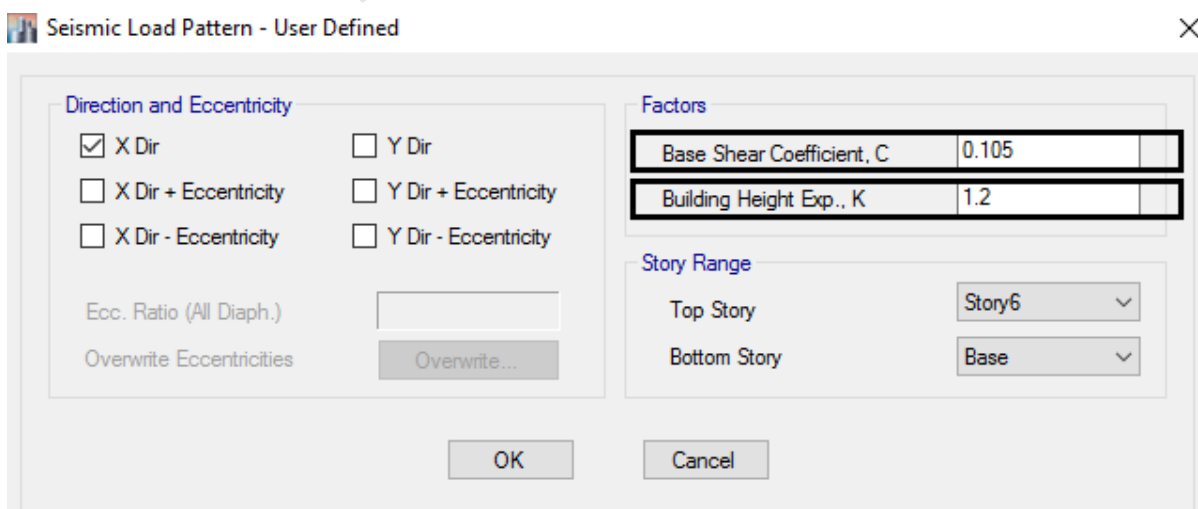 Seismic Load Pattern - User Defined
Direction and Eccentricity
X Dir
Y Dir
X Dir + Eccentricity
Y Dir + Eccentricity
X Dir - Eccentricity
Y Dir - Eccentricity
Ecc. Ratio (All Diaph.)
Overwrite Eccentricities
Overwrite...
Factors
Base Shear Coefficient, C
0.105
Building Height Exp., K
1.2
Story Range
Top Story
Story6
Bottom Story
Base
OK
Cancel